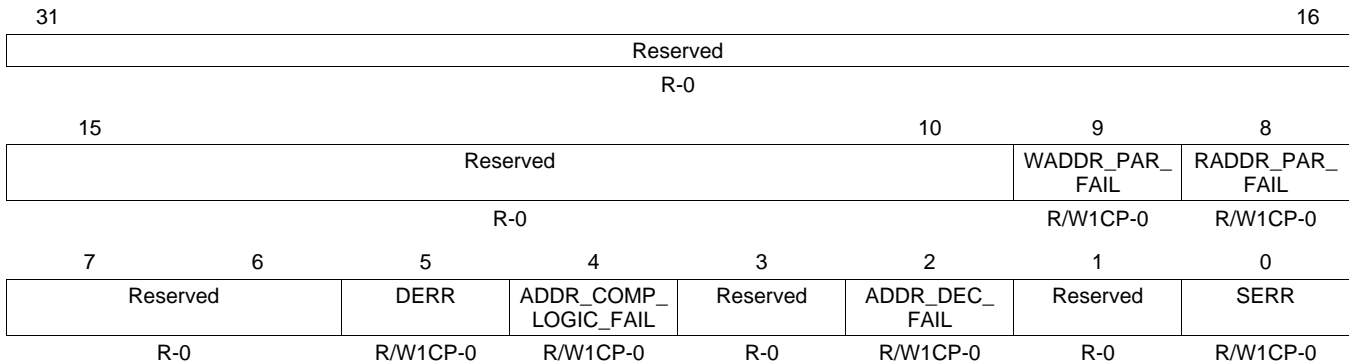 31 16
Reserved
R-0
15 10 9 8
Reserved WADDR_PAR_ RADDR_PAR_
FAIL FAIL
R-0 R/W1CP-0 R/W1CP-0
7 6 5 4 3 2 1 0
Reserved DERR ADDR_COMP_ Reserved ADDR_DEC_ Reserved SERR
LOGIC_FAIL FAIL
R-0 R/W1CP-0 R/W1CP-0 R-0 R/W1CP-0 R-0 R/W1CP-0